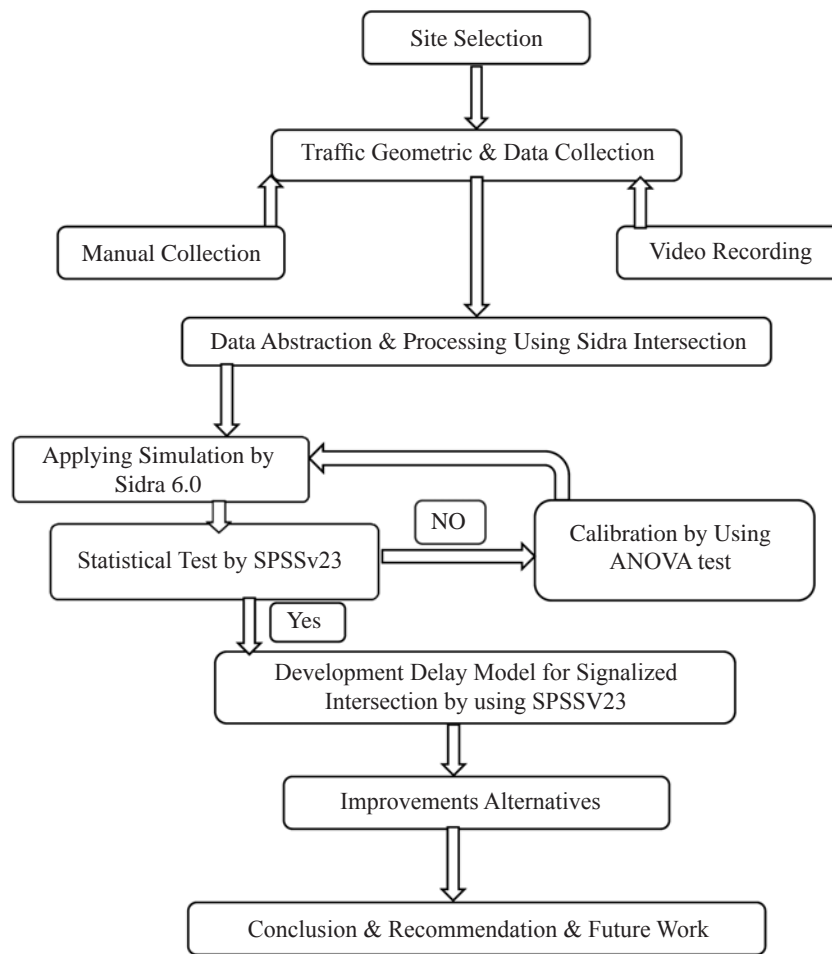 Site Selection
Traffic Geometric & Data Collection
Manual Collection
Video Recording
Data Abstraction & Processing Using Sidra Intersection
Applying Simulation by
Sidra 6.0
NO
Calibration by Using
ANOVA test
Statistical Test by SPSSv23
Yes
Development Delay Model for Signalized
Intersection by using SPSSV23
Improvements Alternatives
Conclusion & Recommendation & Future Work